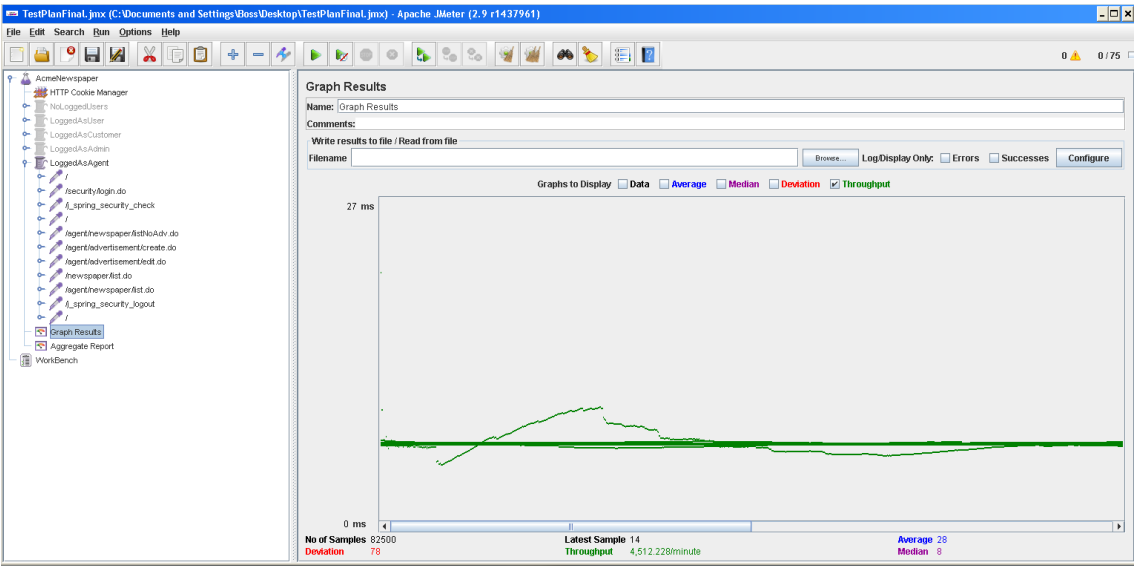 TestPlanFinal.jmx (C:\Documents and Settings\Boss\Desktop\TestPlanFinal.jmx) - Apache JMeter (2.9 r1437961)
File Edit Search Run Options Help
0 0 / 75
AcmeNewspaper
HTTP Cookie Manager
NoLoggedUsers
LoggedAsUser
LoggedAsCustomer
LoggedAsAdmin
LoggedAsAgent
/
/security/login.do
/j_spring_security_check
/
/agent/newspaper/listNoAdv.do
/agent/advertisement/create.do
/agent/advertisement/edit.do
/newspaper/list.do
/agent/newspaper/list.do
/j_spring_security_logout
/
Graph Results
Aggregate Report
WorkBench
Graph Results
Name: Graph Results
Comments:
Write results to file / Read from file
Filename Browse... Log/Display Only: Errors Successes Configure
Graphs to Display Data Average Median Deviation Throughput
27 ms
0 ms
No of Samples 82500 Latest Sample 14 Average 28
Deviation 78 Throughput 4,512.228/minute Median 8